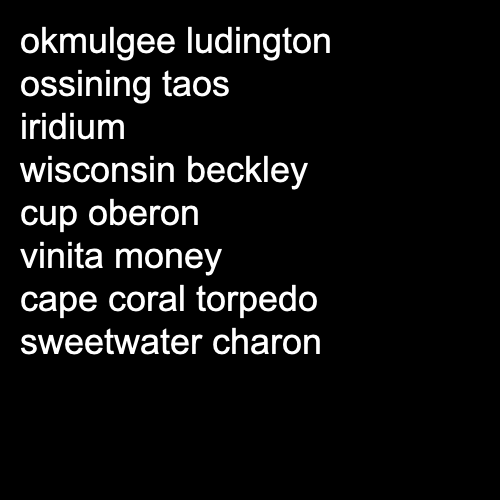 okmulgee ludington
ossining taos
iridium
wisconsin beckley
cup oberon
vinita money
cape coral torpedo
sweetwater charon